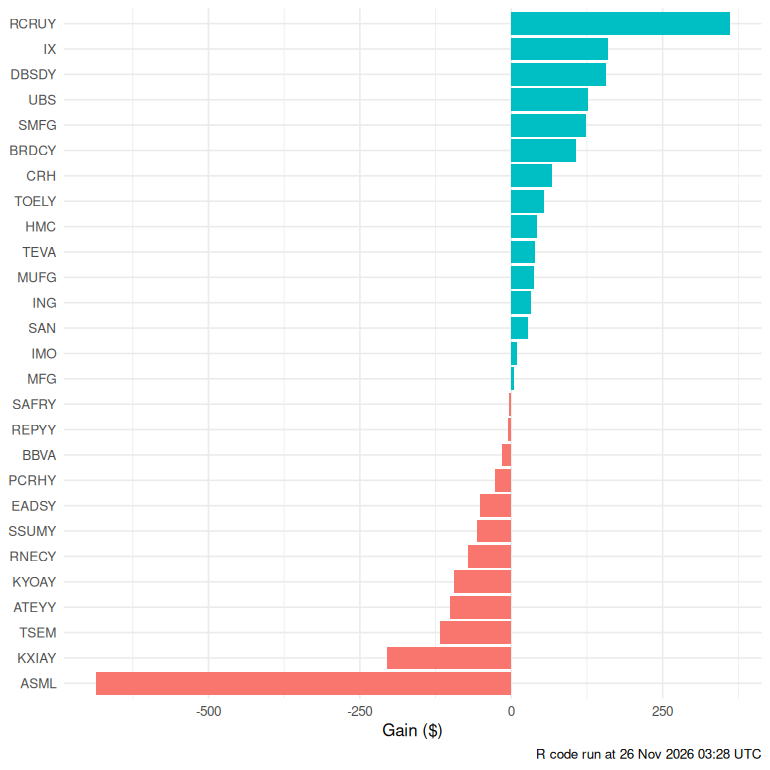 RCRUY
IX
DBSDY
UBS
SMFG
BRDCY
CRH
TOELY
HMC
TEVA
MUFG
ING
SAN
IMO
MFG
SAFRY
REPYY
BBVA
PCRHY
EADSY
SSUMY
RNECY
KYOAY
ATEYY
TSEM
KXIAY
ASML
-500 -250 0 250
Gain ($)
R code run at 26 Nov 2026 03:28 UTC